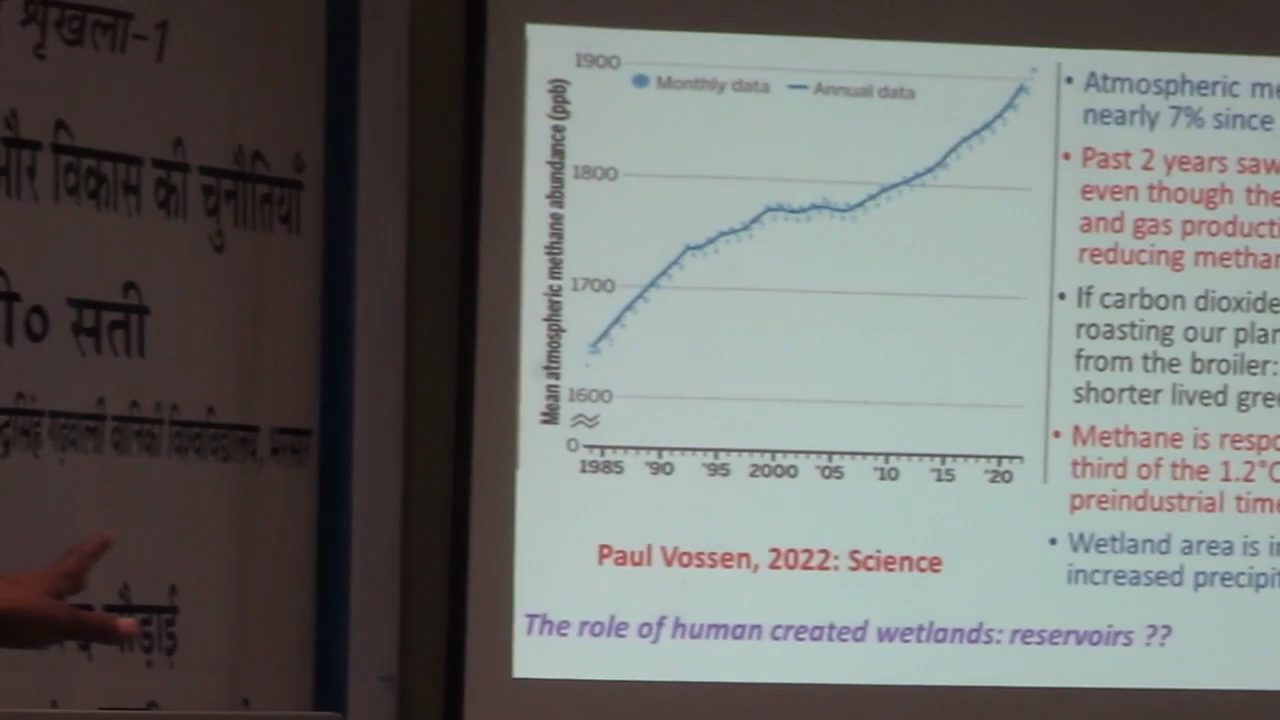 शृंखला-1
और विकास की चुनौतियाँ
सती
चौड़ाई
Mean atmospheric methane abundance (ppb)
1900
Monthly data
Annual data
1800
1700
1600
0
1985 '90 '95 2000 '05 '10 '15 '20
Paul Vossen, 2022: Science
The role of human created wetlands: reservoirs ??
• Atmospheric me
nearly 7% since
• Past 2 years saw
even though the
and gas producti
reducing methan
• If carbon dioxide
roasting our plan
from the broiler:
shorter lived gree
• Methane is respo
third of the 1.2°C
preindustrial time
• Wetland area is in
increased precipit